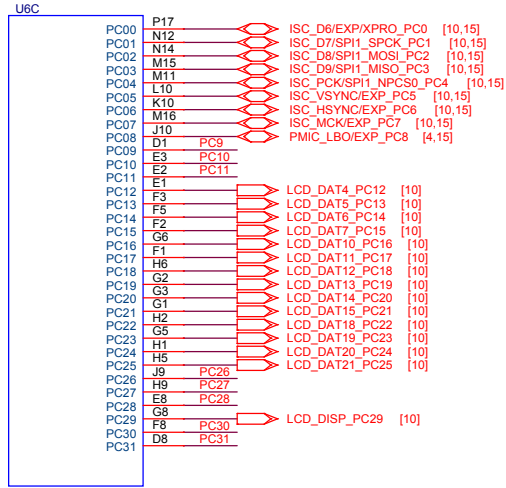 U6C
PC00 P17 ISC_D6/EXP/XPRO_PC0 [10,15]
PC01 N12 ISC_D7/SPI1_SPCK_PC1 [10,15]
PC02 N14 ISC_D8/SPI1_MOSI_PC2 [10,15]
PC03 M15 ISC_D9/SPI1_MISO_PC3 [10,15]
PC04 M11 ISC_PCK/SPI1_NPCS0_PC4 [10,15]
PC05 L10 ISC_VSYNC/EXP_PC5 [10,15]
PC06 K10 ISC_HSYNC/EXP_PC6 [10,15]
PC07 M16 ISC_MCK/EXP_PC7 [10,15]
PC08 J10 PMIC_LBO/EXP_PC8 [4,15]
PC09 D1 PC9
PC10 E3 PC10
PC11 E2 PC11
PC12 E1 LCD_DAT4_PC12 [10]
PC13 F3 LCD_DAT5_PC13 [10]
PC14 F5 LCD_DAT6_PC14 [10]
PC15 F2 LCD_DAT7_PC15 [10]
PC16 G6 LCD_DAT10_PC16 [10]
PC17 F1 LCD_DAT11_PC17 [10]
PC18 H6 LCD_DAT12_PC18 [10]
PC19 G2 LCD_DAT13_PC19 [10]
PC20 G3 LCD_DAT14_PC20 [10]
PC21 G1 LCD_DAT15_PC21 [10]
PC22 H2 LCD_DAT18_PC22 [10]
PC23 G5 LCD_DAT19_PC23 [10]
PC24 H1 LCD_DAT20_PC24 [10]
PC25 H5 LCD_DAT21_PC25 [10]
PC26 J9 PC26
PC27 H9 PC27
PC28 E8 PC28
PC29 G8 LCD_DISP_PC29 [10]
PC30 F8 PC30
PC31 D8 PC31